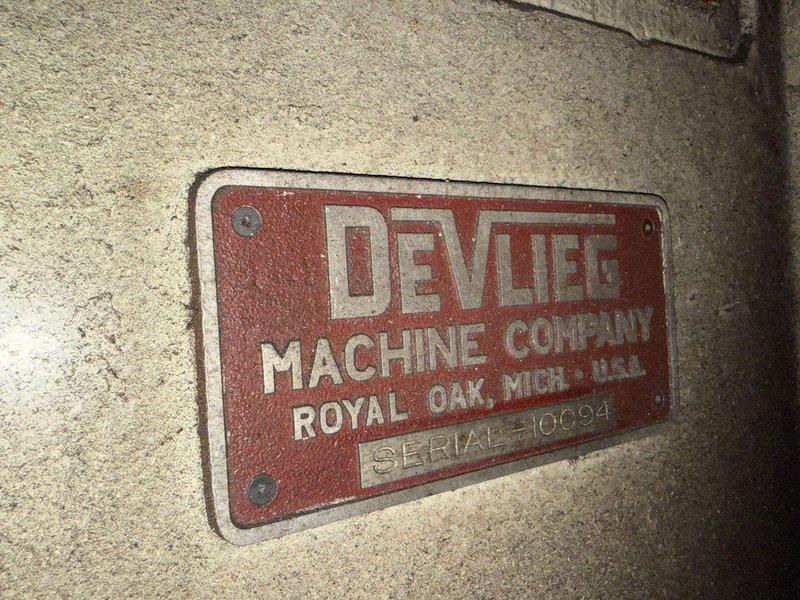 DEVLIEG
MACHINE COMPANY
ROYAL OAK, MICH. • U.S.A.
SERIAL-10094